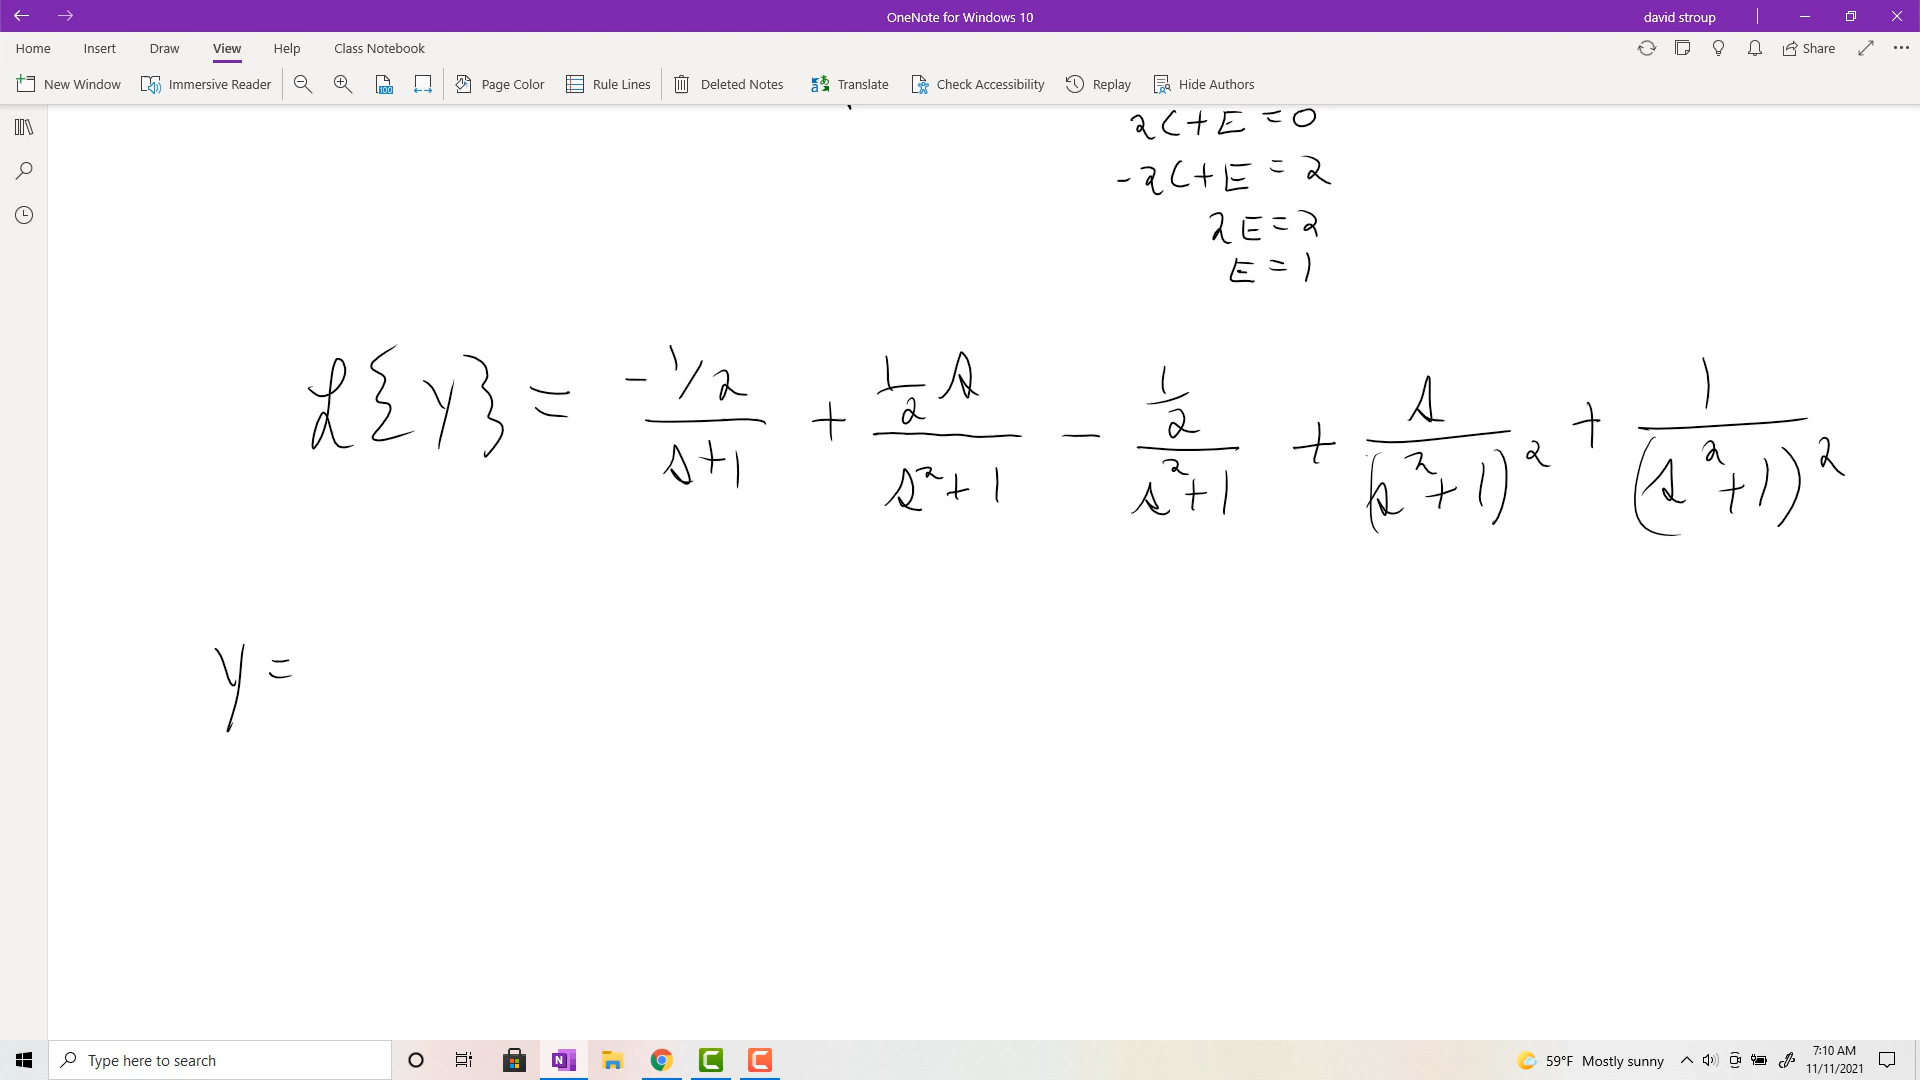 OneNote for Windows 10
david stroup
Home Insert Draw View Help Class Notebook
Share
New Window Immersive Reader 100 Page Color Rule Lines Deleted Notes Translate Check Accessibility Replay Hide Authors
2C+E=0
-2C+E=2
2E=2
E=1
ℒ{y} = (-1/2)/(s+1) + (1/2 s)/(s²+1) - (1/2)/(s²+1) + s/(s²+1)² + 1/(s²+1)²
y =
Type here to search
59°F Mostly sunny
7:10 AM
11/11/2021